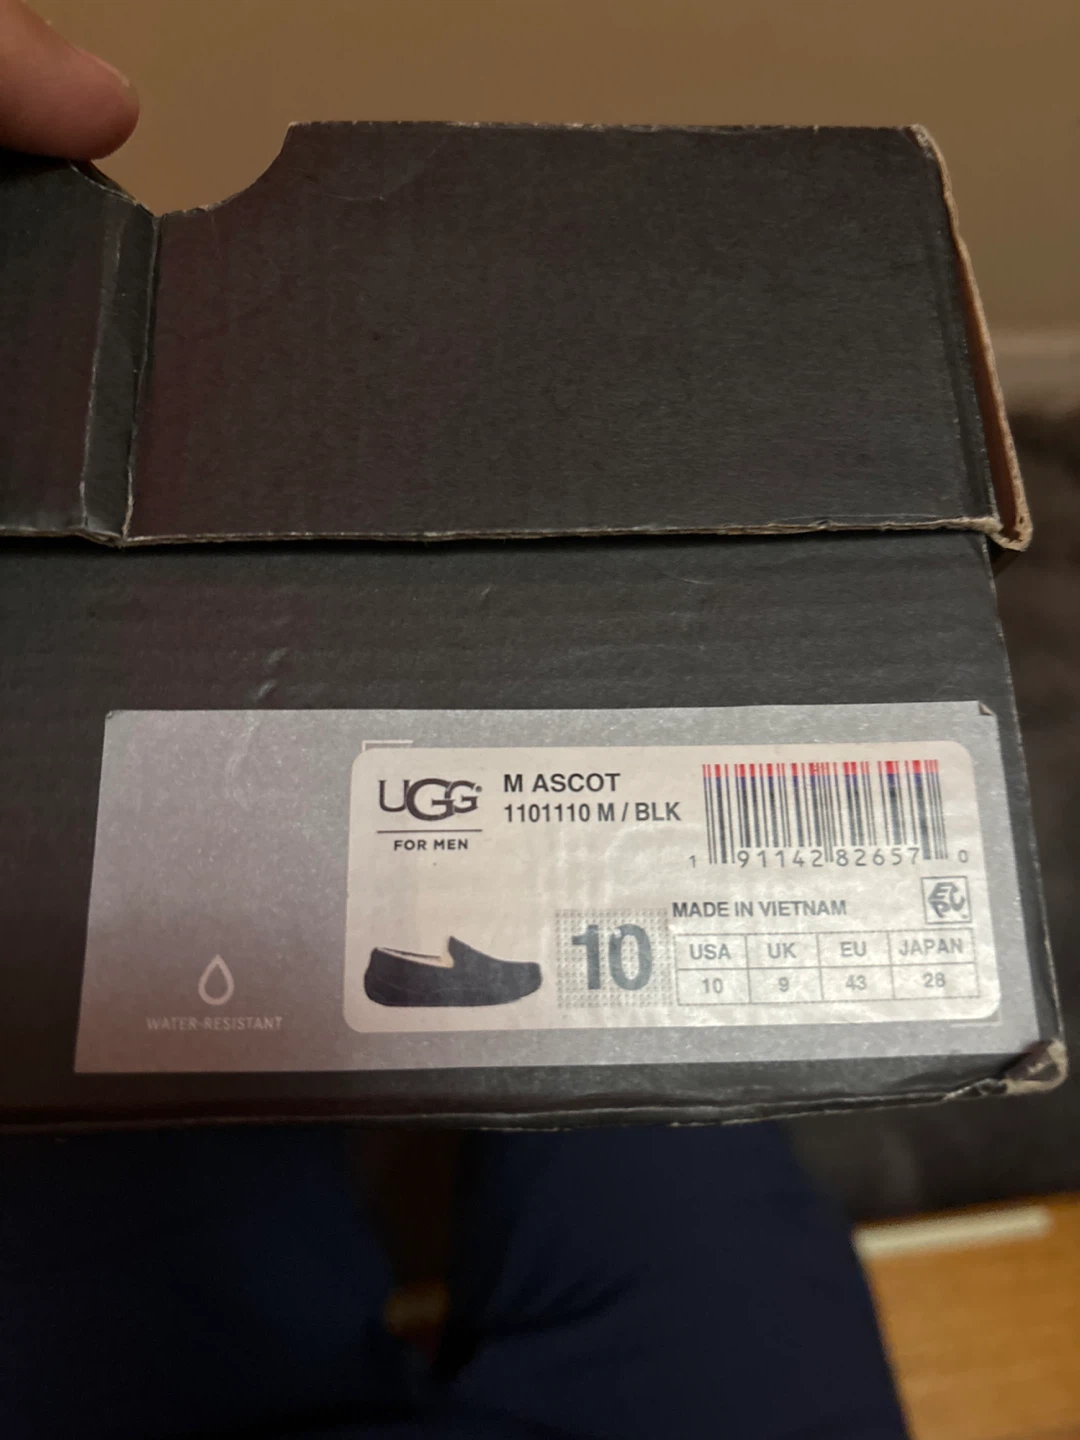 UGG
FOR MEN
M ASCOT
1101110 M / BLK
1 91142 82657 0
MADE IN VIETNAM
10
USA UK EU JAPAN
10 9 43 28
WATER-RESISTANT